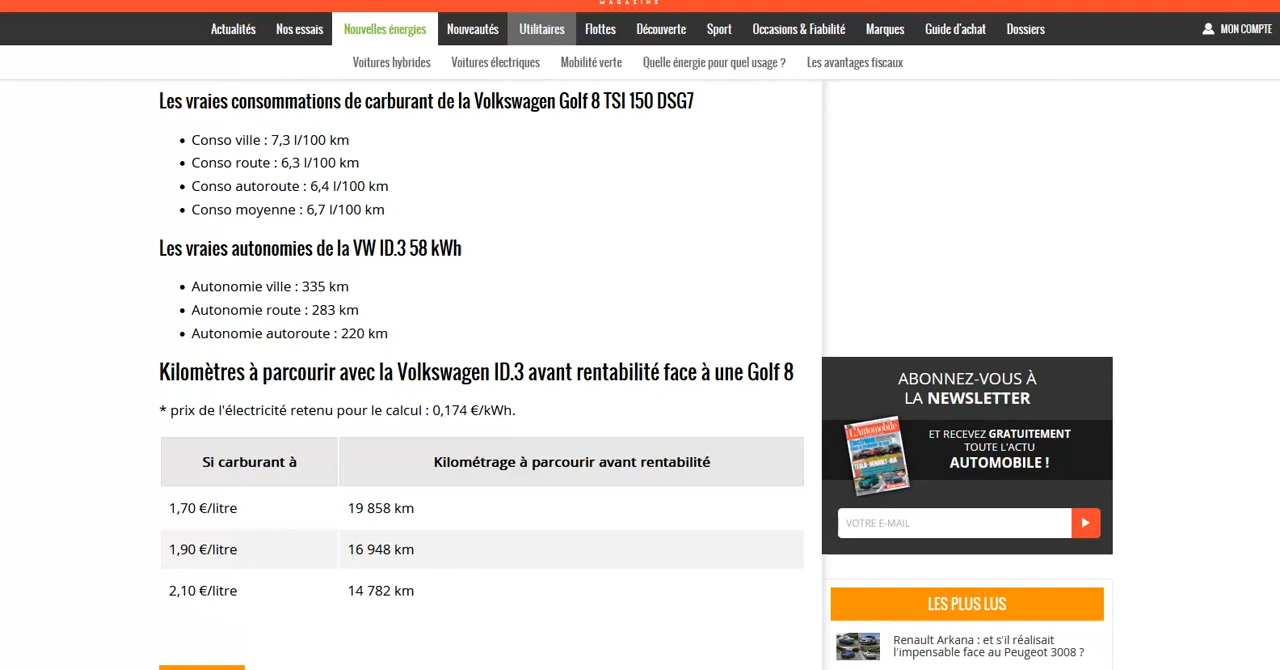 MAGAZINE
Actualités Nos essais Nouvelles énergies Nouveautés Utilitaires Flottes Découverte Sport Occasions & Fiabilité Marques Guide d'achat Dossiers MON COMPTE
Voitures hybrides Voitures électriques Mobilité verte Quelle énergie pour quel usage ? Les avantages fiscaux
Les vraies consommations de carburant de la Volkswagen Golf 8 TSI 150 DSG7
• Conso ville : 7,3 l/100 km
• Conso route : 6,3 l/100 km
• Conso autoroute : 6,4 l/100 km
• Conso moyenne : 6,7 l/100 km
Les vraies autonomies de la VW ID.3 58 kWh
• Autonomie ville : 335 km
• Autonomie route : 283 km
• Autonomie autoroute : 220 km
Kilomètres à parcourir avec la Volkswagen ID.3 avant rentabilité face à une Golf 8
* prix de l'électricité retenu pour le calcul : 0,174 €/kWh.
Si carburant à Kilométrage à parcourir avant rentabilité
1,70 €/litre 19 858 km
1,90 €/litre 16 948 km
2,10 €/litre 14 782 km
ABONNEZ-VOUS À
LA NEWSLETTER
L'Automobile
ET RECEVEZ GRATUITEMENT
TOUTE L'ACTU
AUTOMOBILE !
VOTRE E-MAIL
LES PLUS LUS
Renault Arkana : et s'il réalisait
l'impensable face au Peugeot 3008 ?